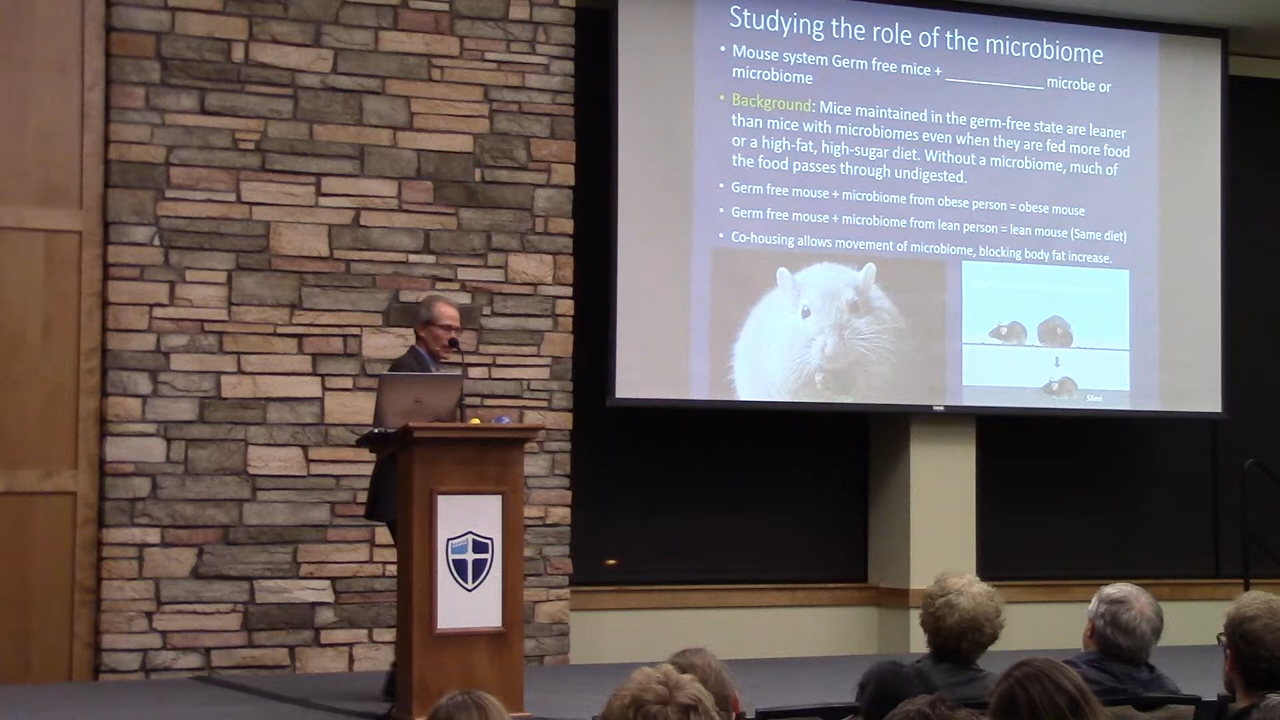 Studying the role of the microbiome
• Mouse system Germ free mice + ____________ microbe or
microbiome
• Background: Mice maintained in the germ-free state are leaner
than mice with microbiomes even when they are fed more food
or a high-fat, high-sugar diet. Without a microbiome, much of
the food passes through undigested.
• Germ free mouse + microbiome from obese person = obese mouse
• Germ free mouse + microbiome from lean person = lean mouse (Same diet)
• Co-housing allows movement of microbiome, blocking body fat increase.
Slim!